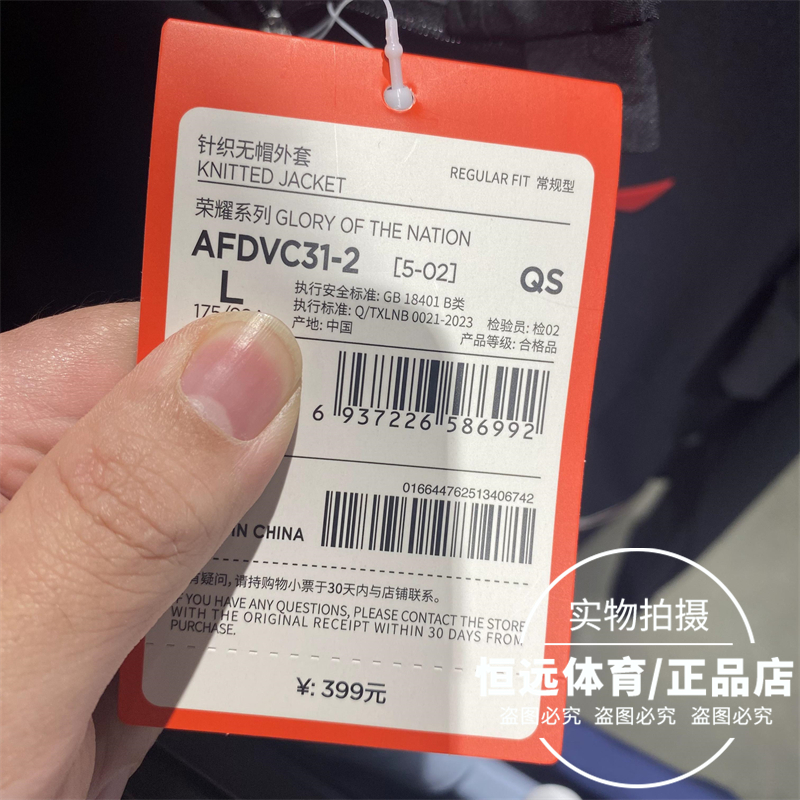 针织无帽外套
KNITTED JACKET
REGULAR FIT 常规型
荣耀系列 GLORY OF THE NATION
AFDVC31-2 [5-02] QS
L
执行安全标准: GB 18401 B类
执行标准: Q/TXLNB 0021-2023 检验员: 检02
产地: 中国 产品等级: 合格品
6 937226 586992
016644762513406742
IN CHINA
有疑问, 请持购物小票于30天内与店铺联系。
IF YOU HAVE ANY QUESTIONS, PLEASE CONTACT THE STORE
WITH THE ORIGINAL RECEIPT WITHIN 30 DAYS FROM
PURCHASE.
¥: 399元
实物拍摄
恒远体育/正品店
盗图必究 盗图必究 盗图必究